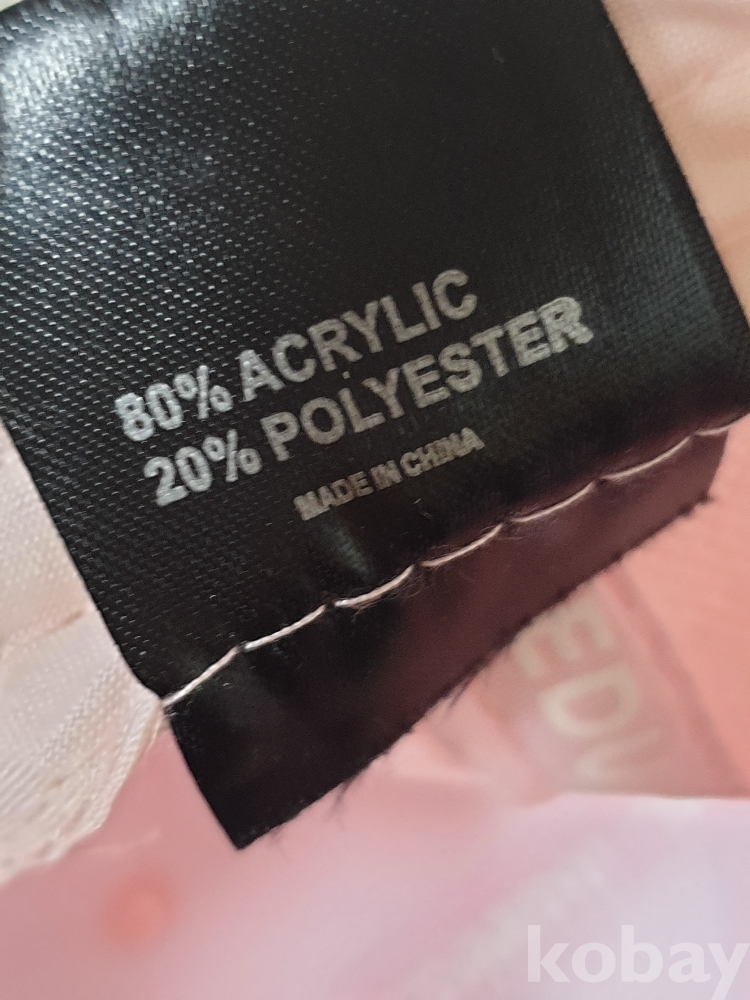 80% ACRYLIC
20% POLYESTER
MADE IN CHINA
kobay